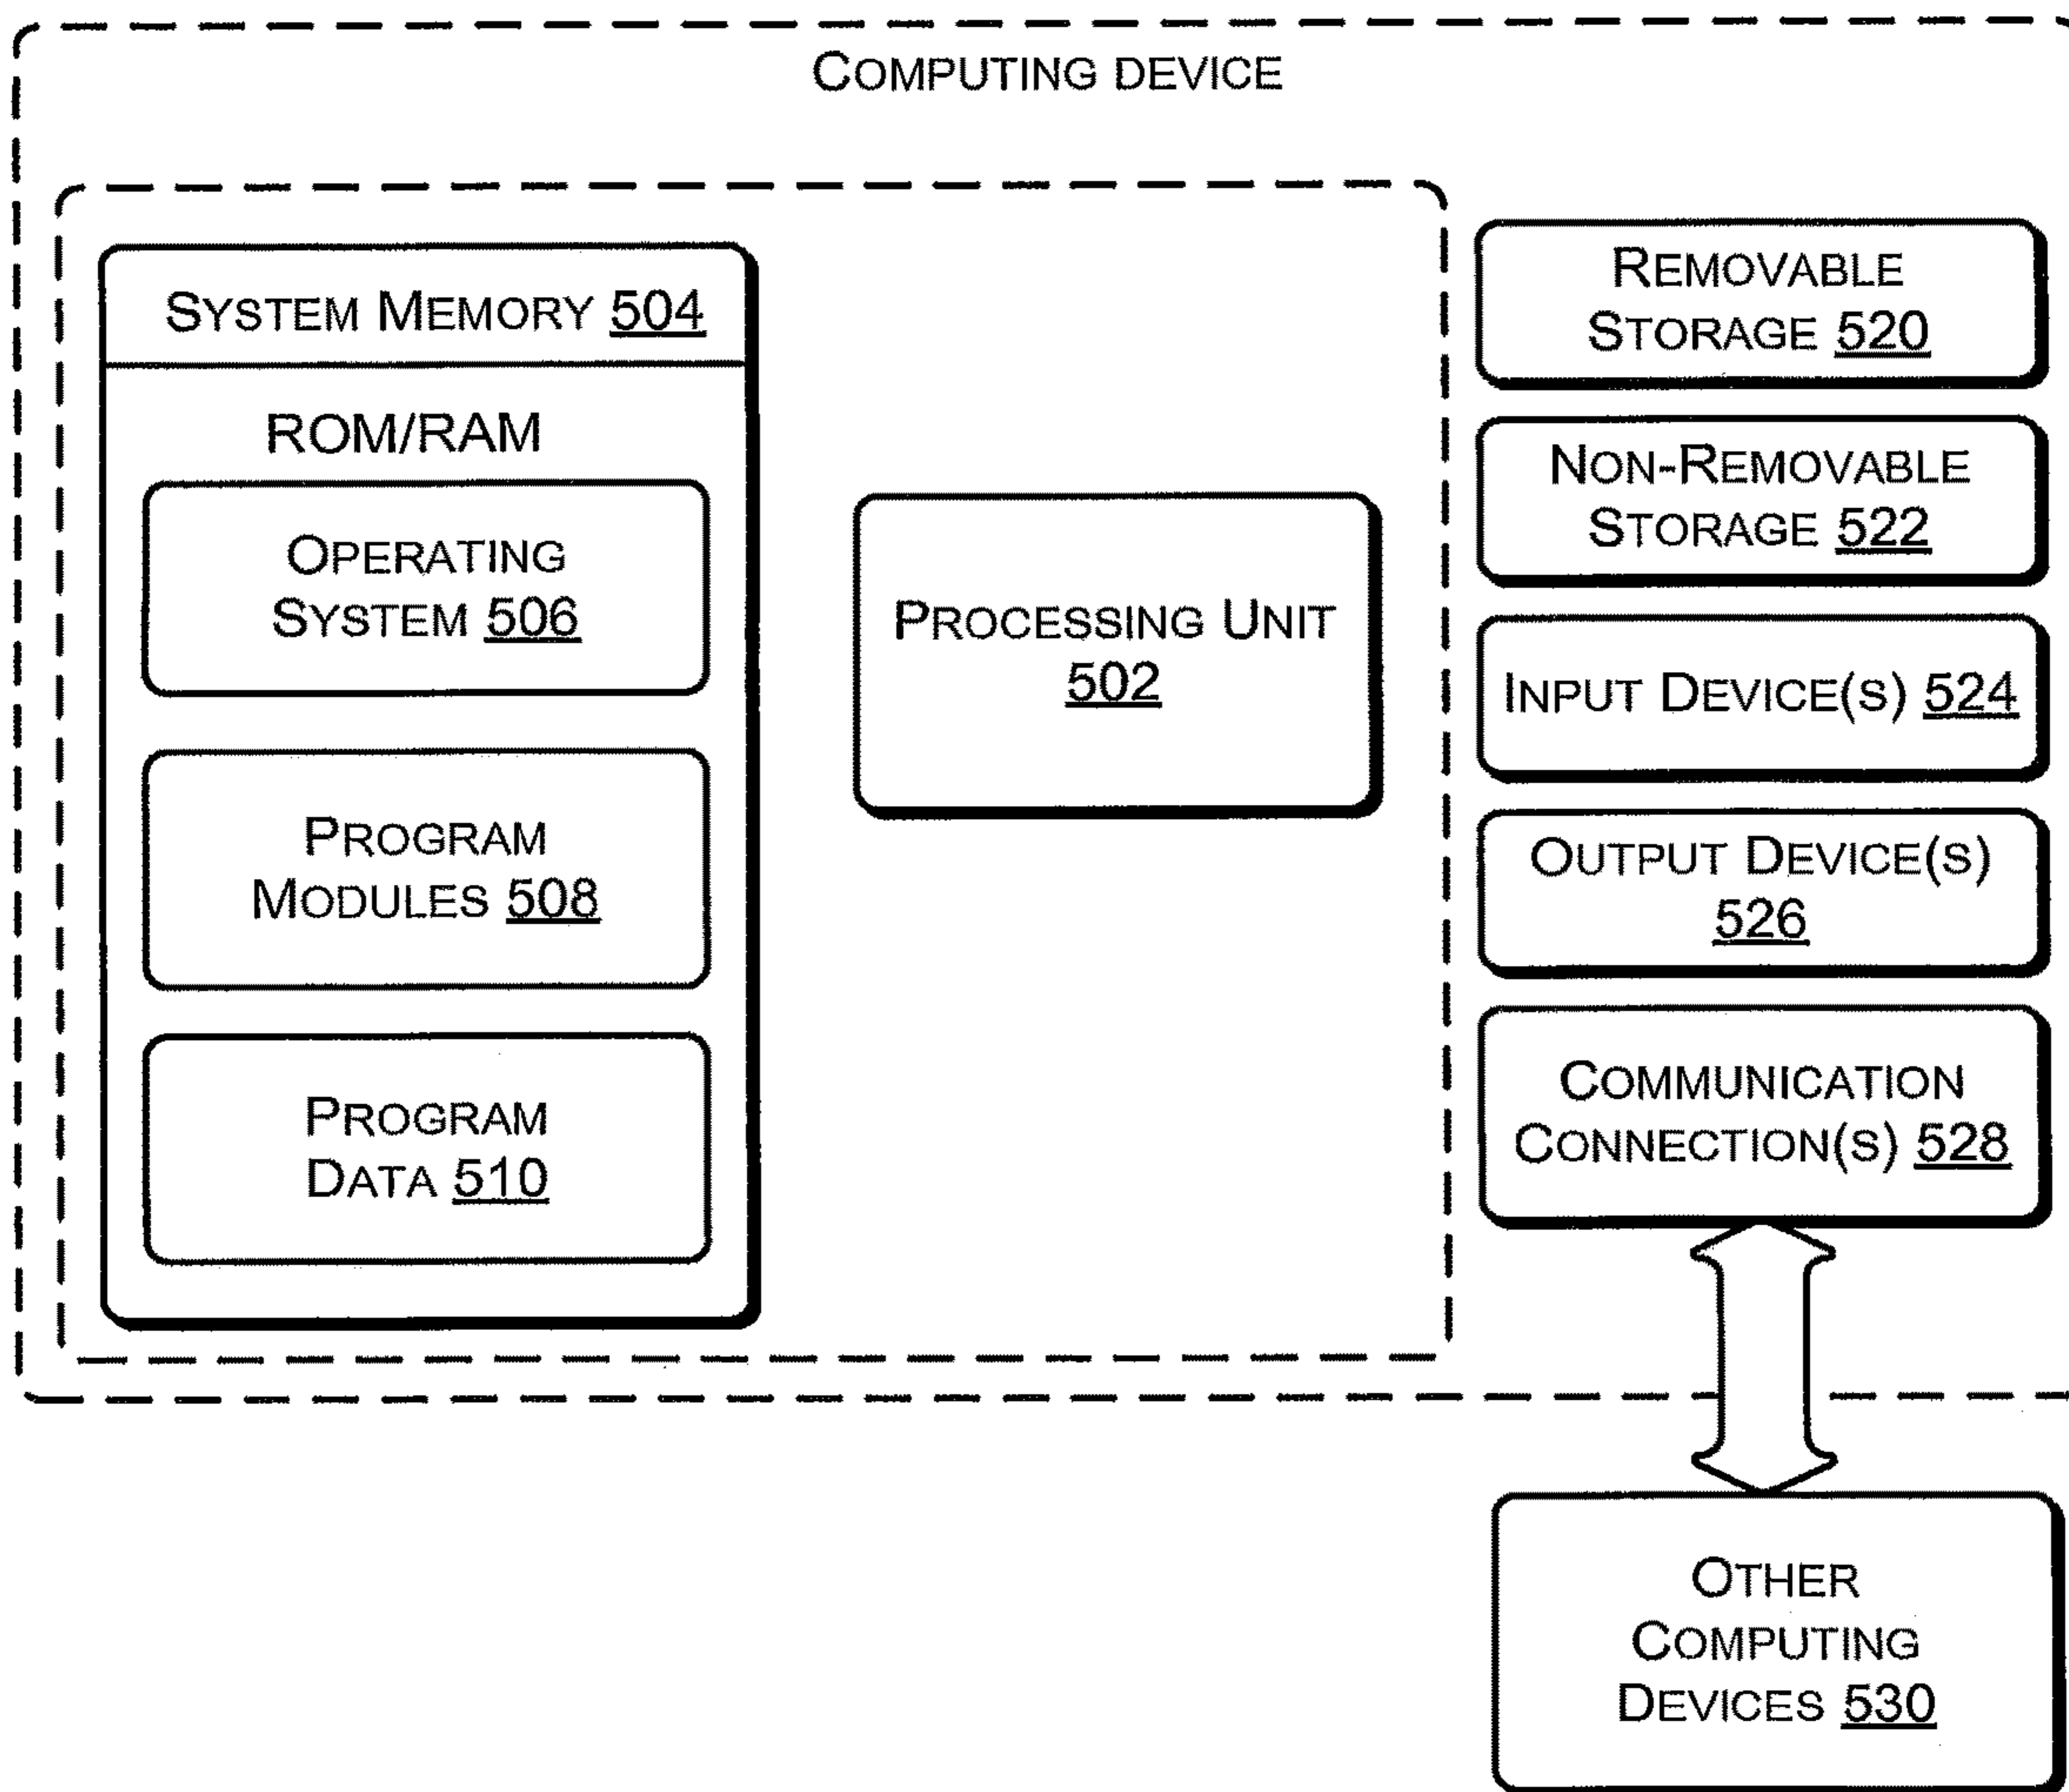 COMPUTING DEVICE
SYSTEM MEMORY 504
ROM/RAM
OPERATING
SYSTEM 506
PROGRAM
MODULES 508
PROGRAM
DATA 510
PROCESSING UNIT
502
REMOVABLE
STORAGE 520
NON-REMOVABLE
STORAGE 522
INPUT DEVICE(S) 524
OUTPUT DEVICE(S)
526
COMMUNICATION
CONNECTION(S) 528
OTHER
COMPUTING
DEVICES 530